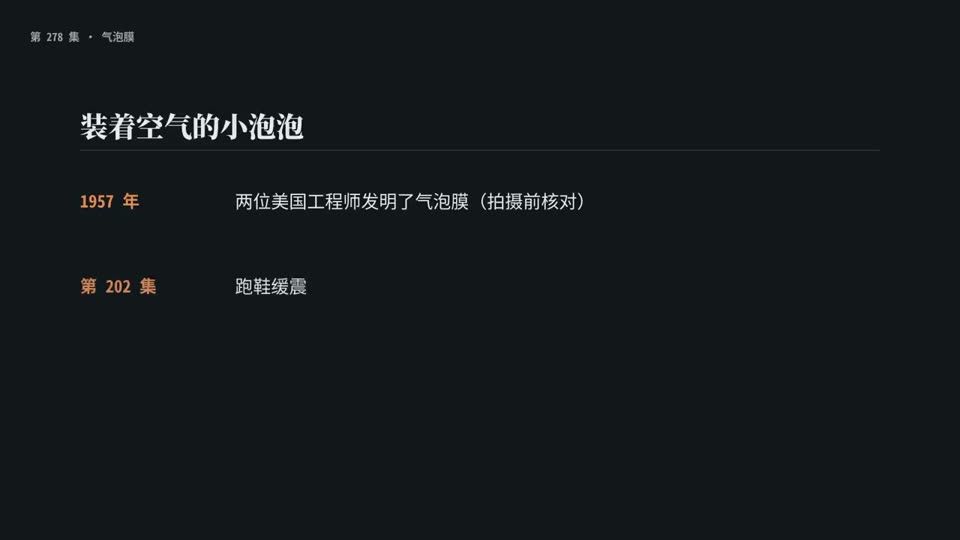 第 278 集 · 气泡膜
装着空气的小泡泡
1957 年 两位美国工程师发明了气泡膜（拍摄前核对）
第 202 集 跑鞋缓震